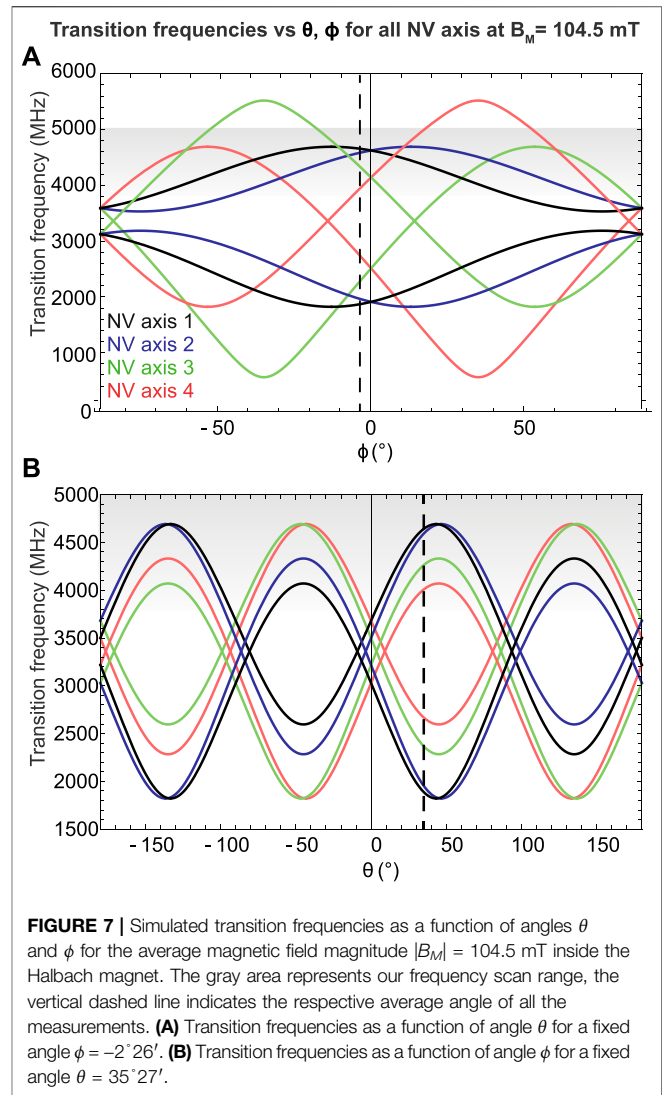 Transition frequencies vs θ, ϕ for all NV axis at BM= 104.5 mT
A
6000
5000
4000
3000
2000
1000
0
Transition frequency (MHz)
NV axis 1
NV axis 2
NV axis 3
NV axis 4
-50
0
50
ϕ(°)
B
5000
4500
4000
3500
3000
2500
2000
1500
Transition frequency (MHz)
-150
-100
-50
0
50
100
150
θ(°)
FIGURE 7 | Simulated transition frequencies as a function of angles θ
and ϕ for the average magnetic field magnitude |BM| = 104.5 mT inside the
Halbach magnet. The gray area represents our frequency scan range, the
vertical dashed line indicates the respective average angle of all the
measurements. (A) Transition frequencies as a function of angle θ for a fixed
angle ϕ = −2°26′. (B) Transition frequencies as a function of angle ϕ for a fixed
angle θ = 35°27′.